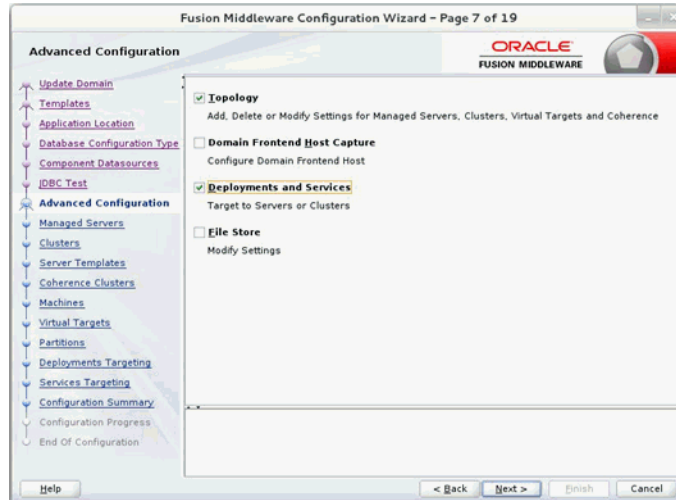 Fusion Middleware Configuration Wizard - Page 7 of 19
Advanced Configuration
ORACLE
FUSION MIDDLEWARE
Update Domain
Templates
Application Location
Database Configuration Type
Component Datasources
JDBC Test
Advanced Configuration
Managed Servers
Clusters
Server Templates
Coherence Clusters
Machines
Virtual Targets
Partitions
Deployments Targeting
Services Targeting
Configuration Summary
Configuration Progress
End Of Configuration
Topology
Add, Delete or Modify Settings for Managed Servers, Clusters, Virtual Targets and Coherence
Domain Frontend Host Capture
Configure Domain Frontend Host
Deployments and Services
Target to Servers or Clusters
File Store
Modify Settings
Help
< Back
Next >
Finish
Cancel